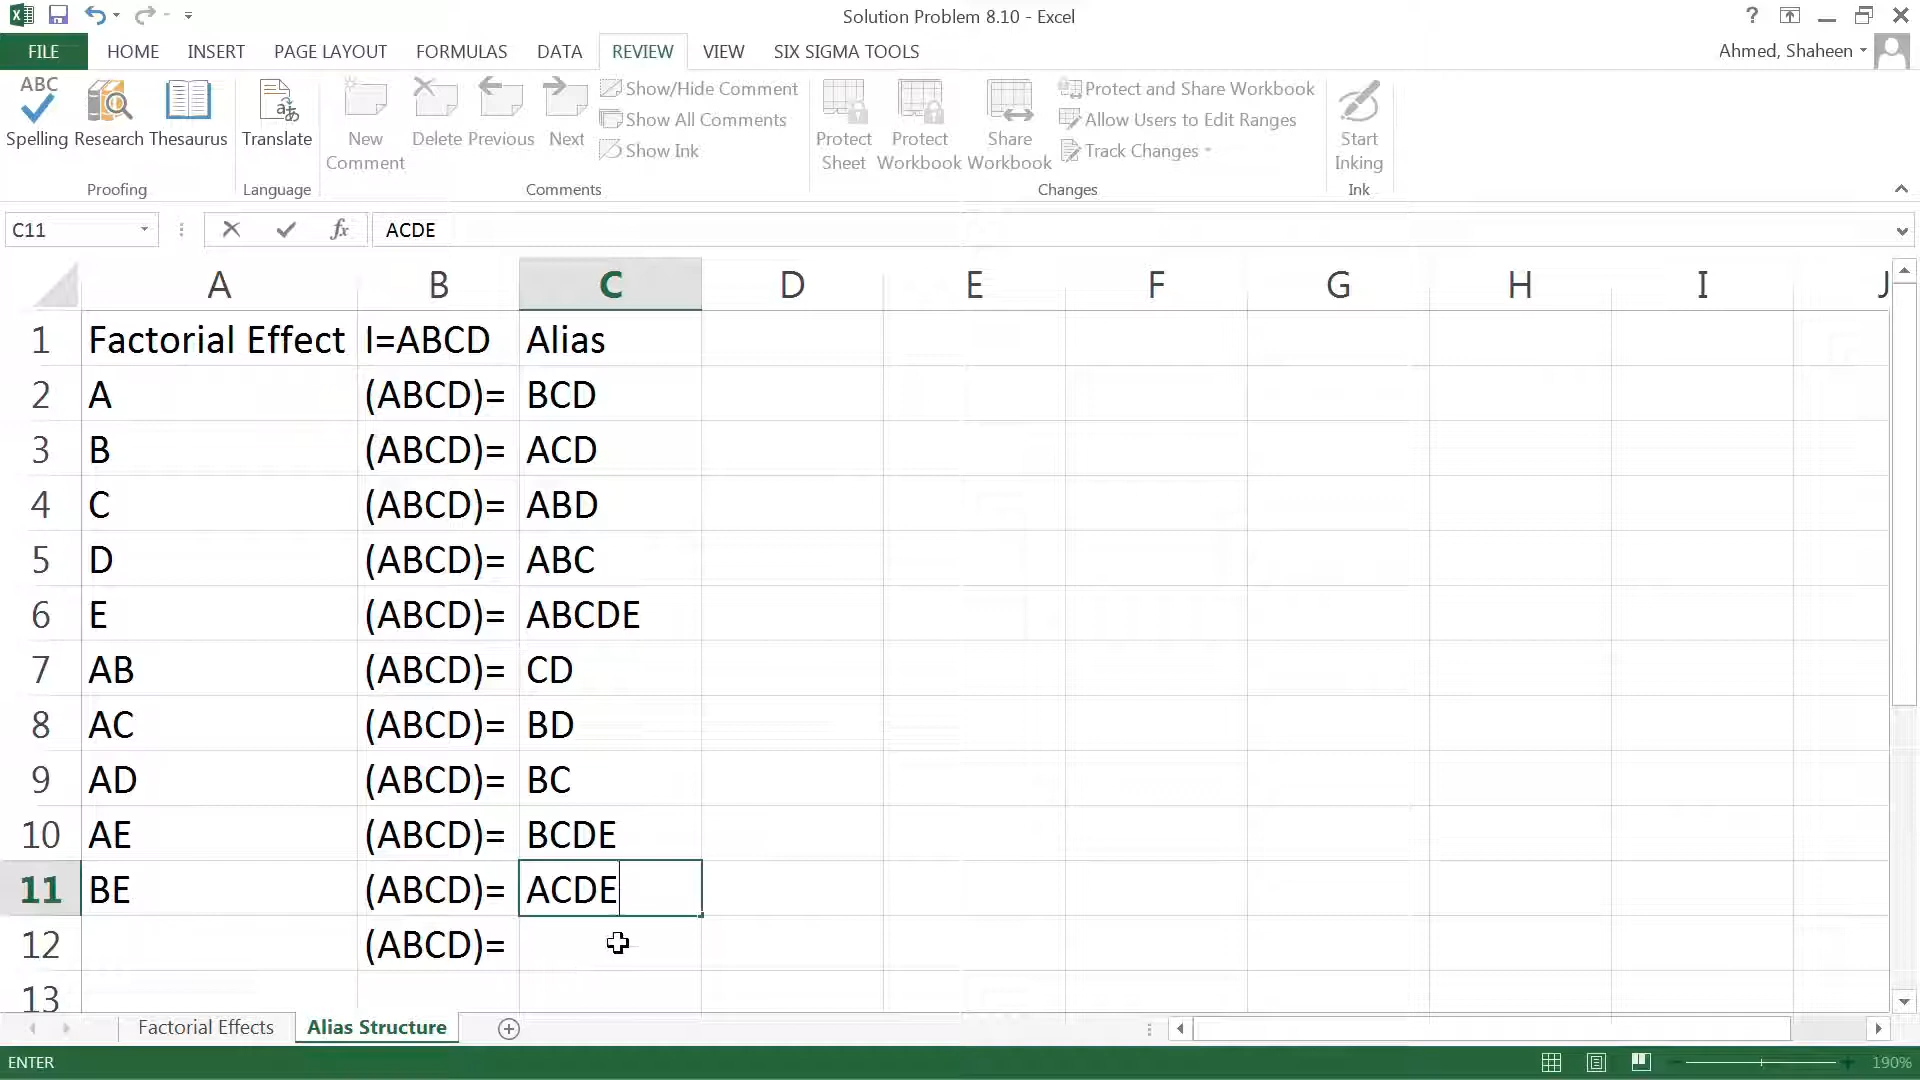 Solution Problem 8.10 - Excel
FILE HOME INSERT PAGE LAYOUT FORMULAS DATA REVIEW VIEW SIX SIGMA TOOLS Ahmed, Shaheen
ABC
Spelling Research Thesaurus Translate New Comment Delete Previous Next Show/Hide Comment Protect Sheet Protect Workbook Share Workbook Protect and Share Workbook Start Inking
Show All Comments Allow Users to Edit Ranges
Show Ink Track Changes
Proofing Language Comments Changes Ink
C11 fx ACDE
A B C D E F G H I J
1 Factorial Effect I=ABCD Alias
2 A (ABCD)= BCD
3 B (ABCD)= ACD
4 C (ABCD)= ABD
5 D (ABCD)= ABC
6 E (ABCD)= ABCDE
7 AB (ABCD)= CD
8 AC (ABCD)= BD
9 AD (ABCD)= BC
10 AE (ABCD)= BCDE
11 BE (ABCD)= ACDE
12 (ABCD)=
13
Factorial Effects Alias Structure
ENTER 190%